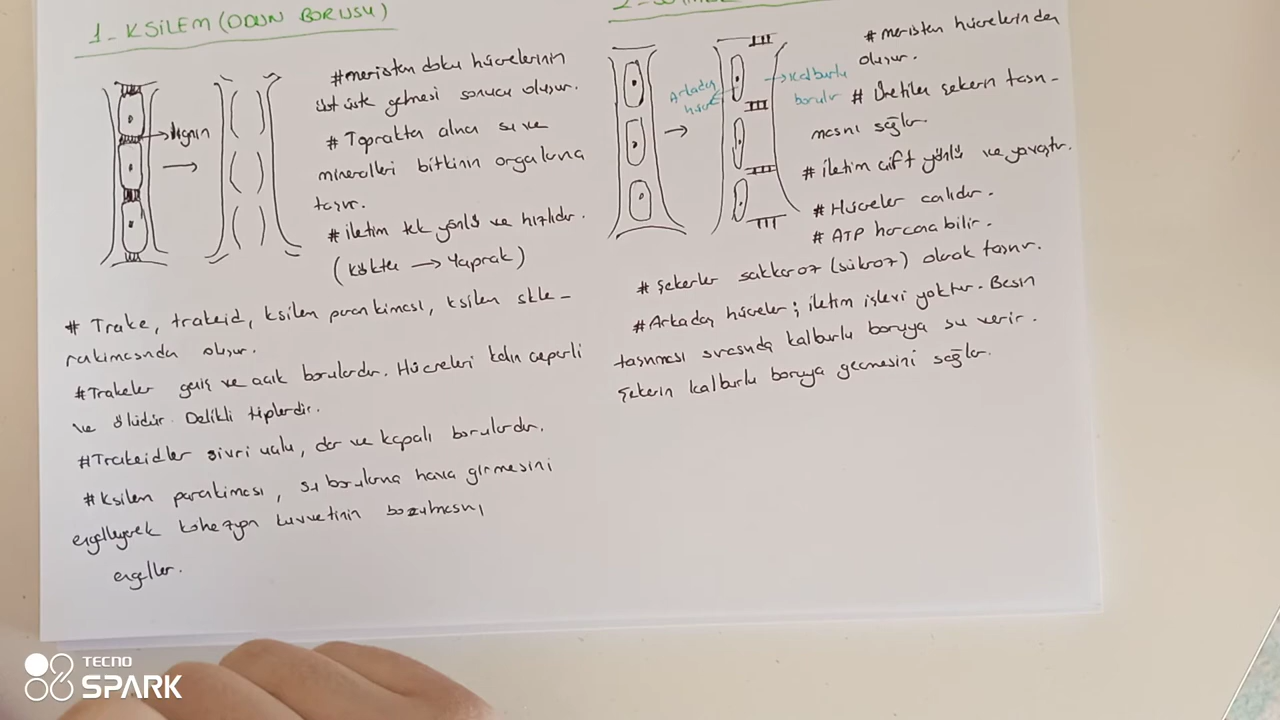 1- KSİLEM (ODUN BORUSU)
#meristem doku hücrelerinin
üst üste gelmesi sonucu oluşur.
# Topraktan alınan su ve
mineralleri bitkinin organlarına
taşır.
# iletim tek yönlü ve hızlıdır.
(Kökten → Yaprak)
lignin
# Trake, trakeid, ksilem parankiması, ksilem skle-
rankimasından oluşur.
#Trakeler geniş ve açık borulardır. Hücreleri kalın çeperli
ve ölüdür. Delikli tiplerdir.
#Trakeidler sivri uçlu, dar ve kapalı borulardır.
#Ksilem parankiması, su borularına hava girmesini
engelleyerek kohezyon kuvvetinin bozulmasını
engeller.
2-
#meristem hücrelerinden
oluşur.
# Üretilen şekerin taşın-
masını sağlar.
# iletim çift yönlü ve yavaştır.
# Hücreler canlıdır.
# ATP harcanabilir.
Arkadaş
hücre
Kalburlu
borular
# Şekerler sakkaroz (sükroz) olarak taşınır.
#Arkadaş hücreler; iletim işlevi yoktur. Besin
taşınması sırasında kalburlu boruya su verir.
Şekerin kalburlu boruya geçmesini sağlar.
TECNO
SPARK